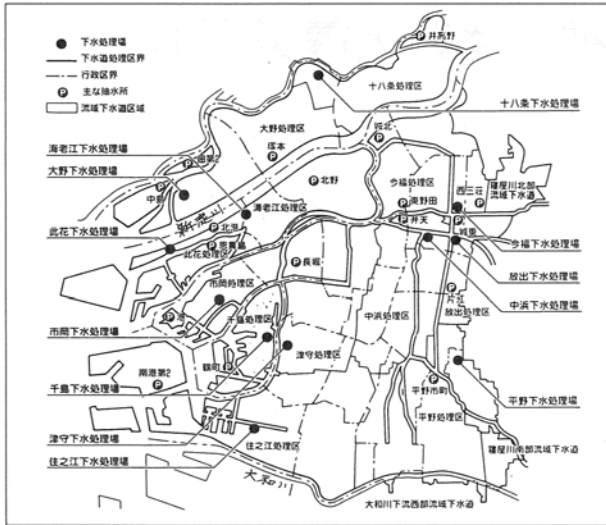 下水処理場
下水道処理区界
行政区界
P 主な抽水所
流域下水道区域
十八条処理区
十八条下水処理場
大野処理区
城北
P
塚本
P
海老江下水処理場
大野下水処理場
P
中島
P
北野
今福処理区
P 東野田
P 弁天
西三荘
P
寝屋川北部
流域下水道
新淀川
海老江処理区
此花下水処理場
P 北港
P 恩貴島
此花処理区
P
城東
今福下水処理場
放出下水処理場
中浜下水処理場
P 長堀
市岡処理区
P
中浜処理区
P
片江
放出処理区
市岡下水処理場
千島処理区
津守処理区
南港第2
P
P
千島下水処理場
平野市町
P
平野処理区
平野下水処理場
津守下水処理場
住之江下水処理場
住之江処理区
寝屋川南部流域下水道
大和川
大和川下流西部流域下水道